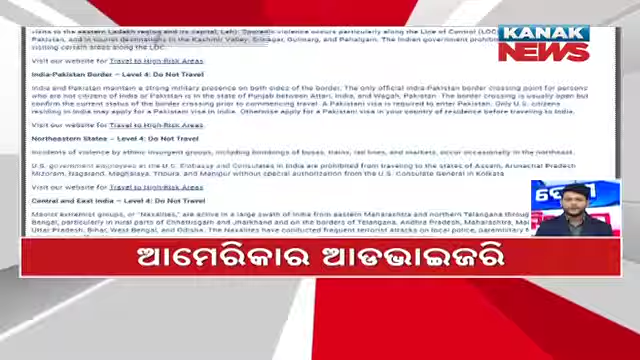 visits to the eastern Ladakh region and its capital, Leh). Sporadic violence occurs particularly along the Line of Control (LOC)
Pakistan, and in tourist destinations in the Kashmir Valley: Srinagar, Gulmarg, and Pahalgam. The Indian government prohibi
visiting certain areas along the LOC.
Visit our website for Travel to High-Risk Areas.
India-Pakistan Border – Level 4: Do Not Travel
India and Pakistan maintain a strong military presence on both sides of the border. The only official India-Pakistan border crossing point for persons
who are not citizens of India or Pakistan is in the state of Punjab between Attari, India, and Wagah, Pakistan. The border crossing is usually open but
confirm the current status of the border crossing prior to commencing travel. A Pakistani visa is required to enter Pakistan. Only U.S. citizens
residing in India may apply for a Pakistani visa in India. Otherwise apply for a Pakistani visa in your country of residence before traveling to India.
Visit our website for Travel to High-Risk Areas.
Northeastern States – Level 4: Do Not Travel
Incidents of violence by ethnic insurgent groups, including bombings of buses, trains, rail lines, and markets, occur occasionally in the northeast.
U.S. government employees at the U.S. Embassy and Consulates in India are prohibited from traveling to the states of Assam, Arunachal Pradesh
Mizoram, Nagaland, Meghalaya, Tripura, and Manipur without special authorization from the U.S. Consulate General in Kolkata
Visit our website for Travel to High-Risk Areas.
Central and East India – Level 4: Do Not Travel
Maoist extremist groups, or "Naxalites," are active in a large swath of India from eastern Maharashtra and northern Telangana throu
Bengal, particularly in rural parts of Chhattisgarh and Jharkhand and on the borders of Telangana, Andhra Pradesh, Maharashtra, Ma
Uttar Pradesh, Bihar, West Bengal, and Odisha. The Naxalites have conducted frequent terrorist attacks on local police, paramilitary f
KANAK
NEWS
ଆମେରିକାର ଆଡଭାଇଜରି